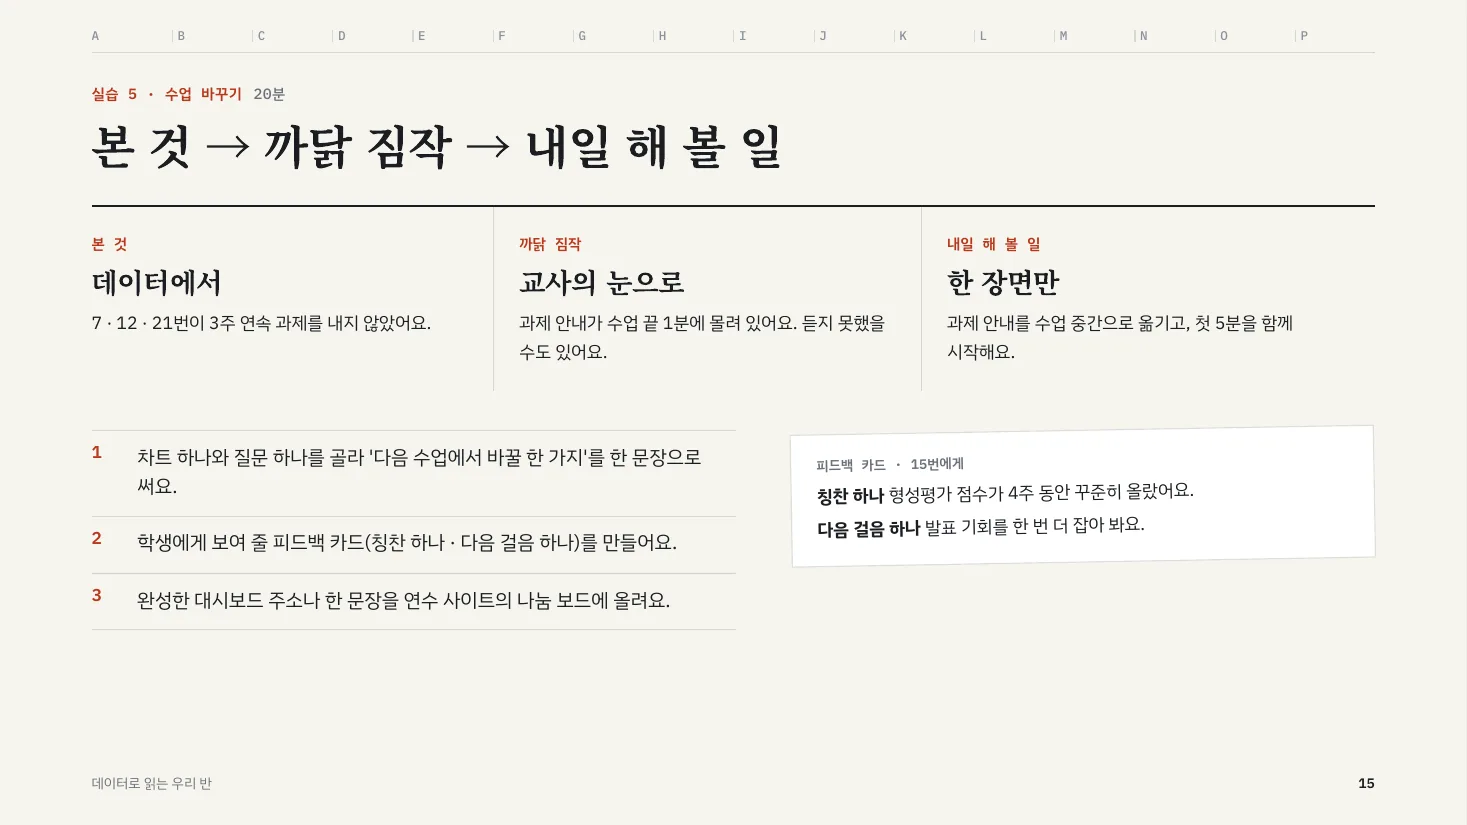 A B C D E F G H I J K L M N O P
실습 5 · 수업 바꾸기 20분
본 것 → 까닭 짐작 → 내일 해 볼 일
본 것
데이터에서
7 · 12 · 21번이 3주 연속 과제를 내지 않았어요.
까닭 짐작
교사의 눈으로
과제 안내가 수업 끝 1분에 몰려 있어요. 듣지 못했을
수도 있어요.
내일 해 볼 일
한 장면만
과제 안내를 수업 중간으로 옮기고, 첫 5분을 함께
시작해요.
1 차트 하나와 질문 하나를 골라 '다음 수업에서 바꿀 한 가지'를 한 문장으로
써요.
2 학생에게 보여 줄 피드백 카드(칭찬 하나 · 다음 걸음 하나)를 만들어요.
3 완성한 대시보드 주소나 한 문장을 연수 사이트의 나눔 보드에 올려요.
피드백 카드 · 15번에게
칭찬 하나 형성평가 점수가 4주 동안 꾸준히 올랐어요.
다음 걸음 하나 발표 기회를 한 번 더 잡아 봐요.
데이터로 읽는 우리 반
15